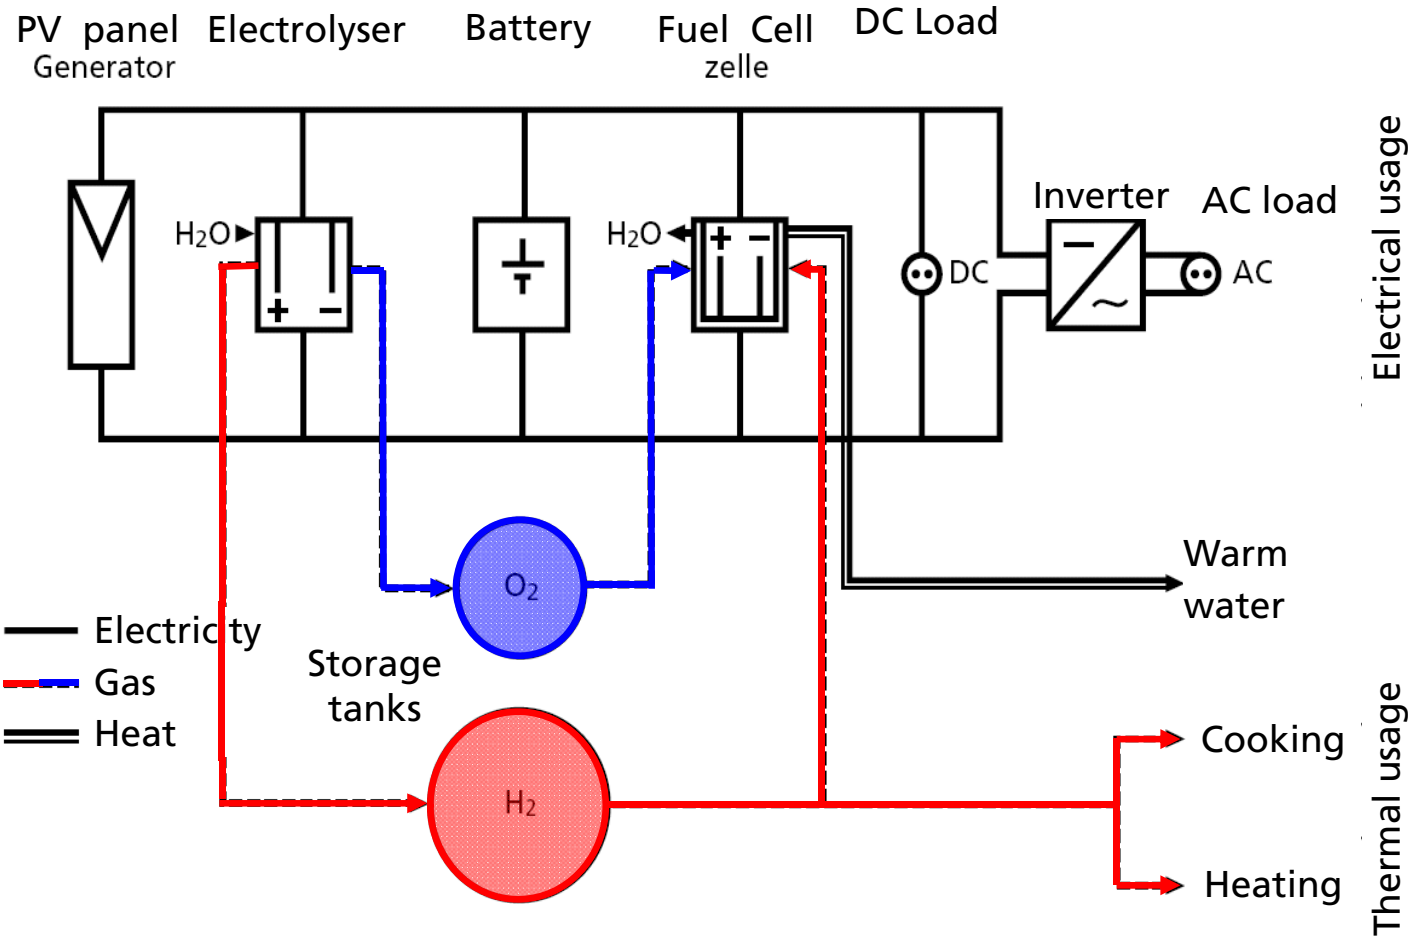 PV panel
Generator
Electrolyser
Battery
Fuel Cell
zelle
DC Load
Electrical usage
Inverter
AC load
H2O
+ −
H2O
+ −
DC
− ~
AC
Warm
water
O2
Electricity
Gas
Heat
Storage
tanks
H2
Cooking
Heating
Thermal usage